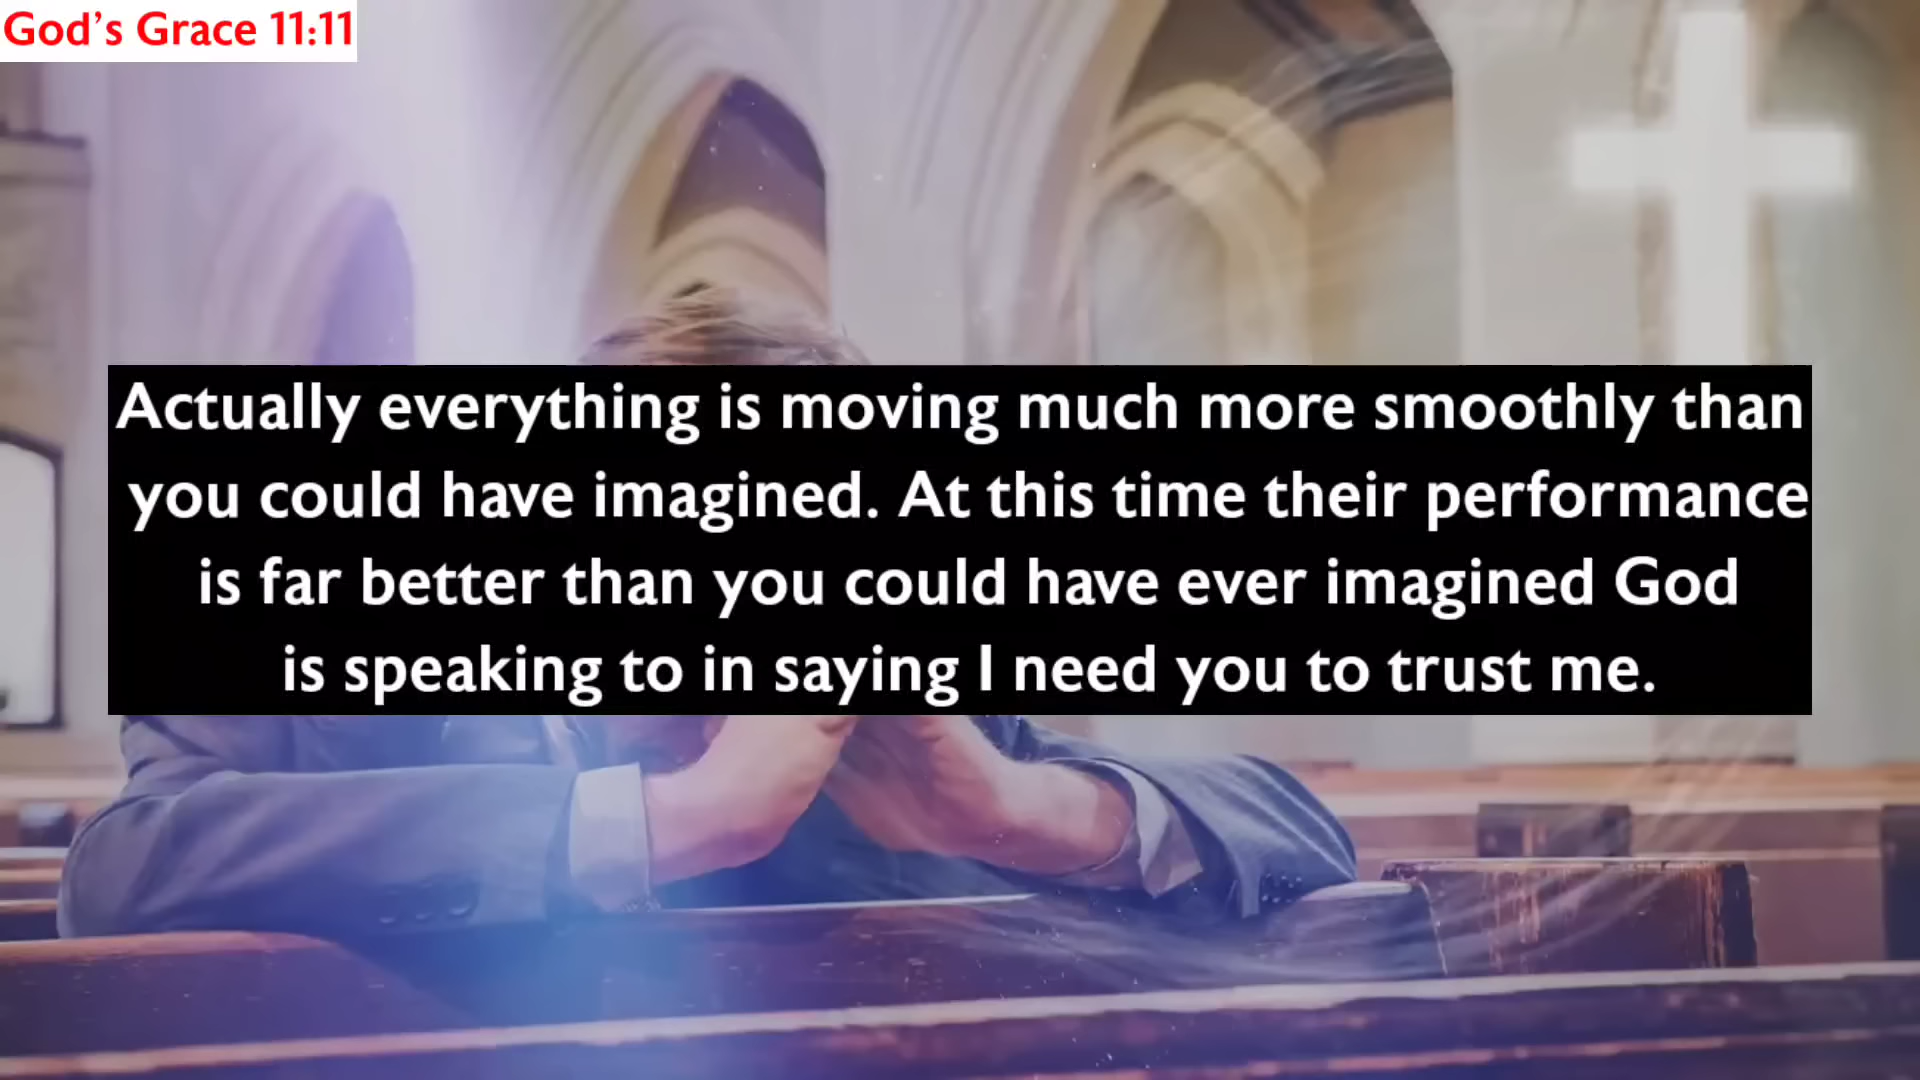 God’s Grace 11:11
Actually everything is moving much more smoothly than
you could have imagined. At this time their performance
is far better than you could have ever imagined God
is speaking to in saying I need you to trust me.